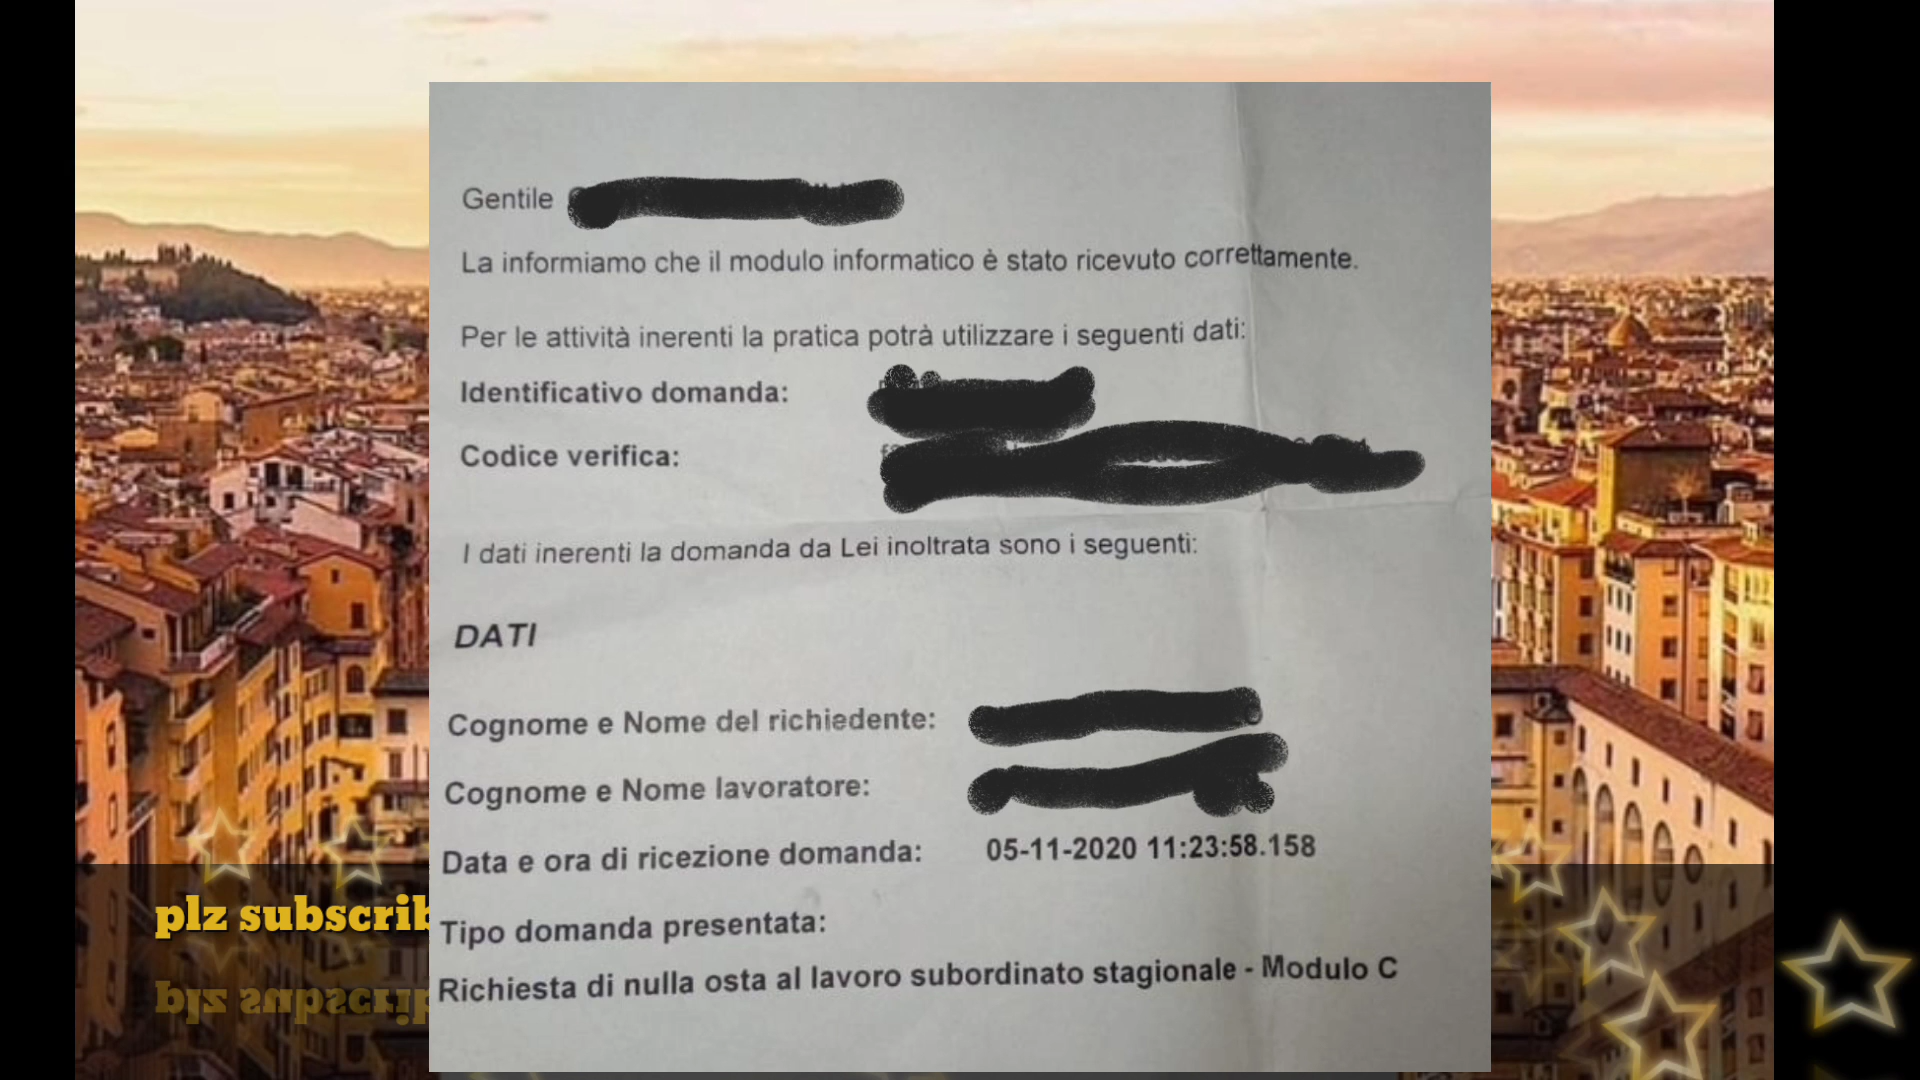 Gentile
La informiamo che il modulo informatico è stato ricevuto correttamente.
Per le attività inerenti la pratica potrà utilizzare i seguenti dati:
Identificativo domanda:
Codice verifica:
I dati inerenti la domanda da Lei inoltrata sono i seguenti:
DATI
Cognome e Nome del richiedente:
Cognome e Nome lavoratore:
Data e ora di ricezione domanda: 05-11-2020 11:23:58.158
plz subscrib
Tipo domanda presentata:
Richiesta di nulla osta al lavoro subordinato stagionale - Modulo C